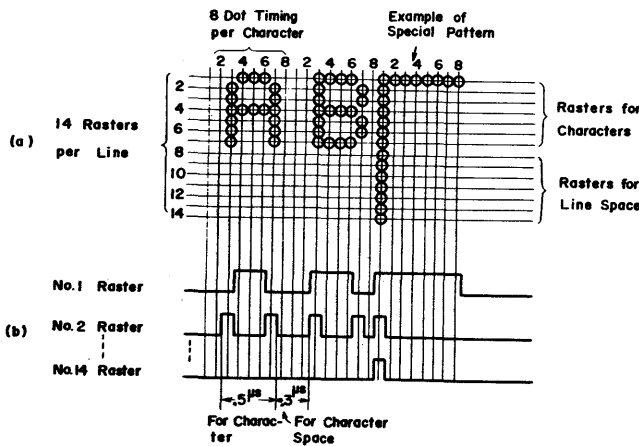 8 Dot Timing
per Character
Example of
Special Pattern
2 4 6 8 2 4 6 8 2 4 6 8
2
4
6
8
10
12
14
(a)
14 Rasters
per Line
Rasters for
Characters
Rasters for
Line Space
No.1 Raster
(b)
No.2 Raster
No.14 Raster
.5μs
.3μs
For Charac-
ter
For Character
Space